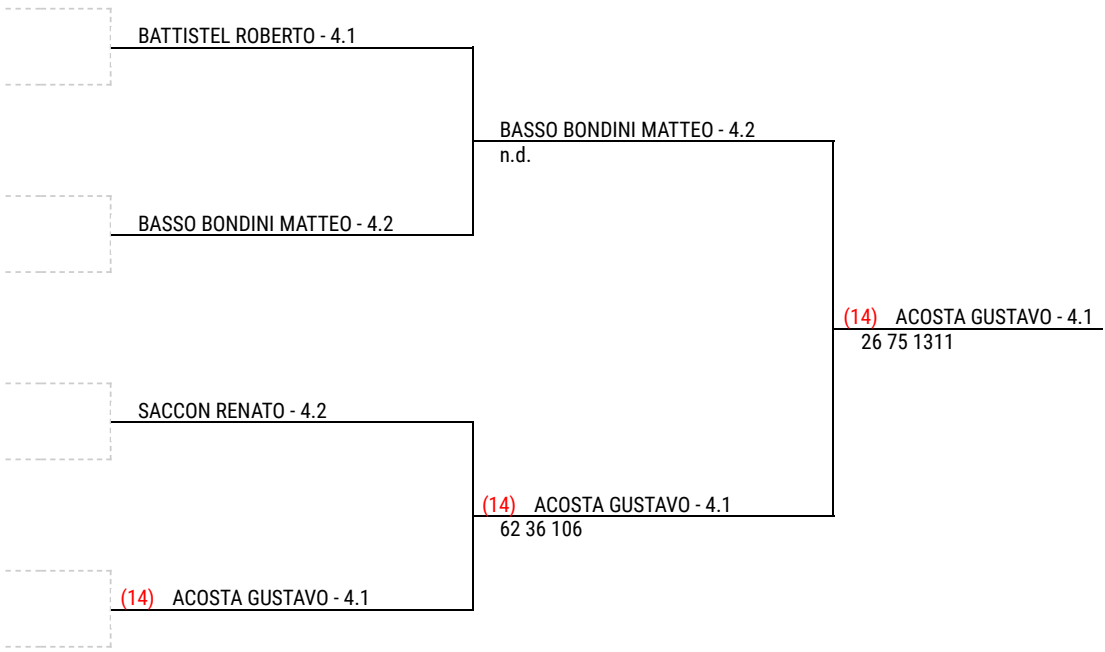 BATTISTEL ROBERTO - 4.1
BASSO BONDINI MATTEO - 4.2
n.d.
BASSO BONDINI MATTEO - 4.2
(14) ACOSTA GUSTAVO - 4.1
26 75 1311
SACCON RENATO - 4.2
(14) ACOSTA GUSTAVO - 4.1
62 36 106
(14) ACOSTA GUSTAVO - 4.1